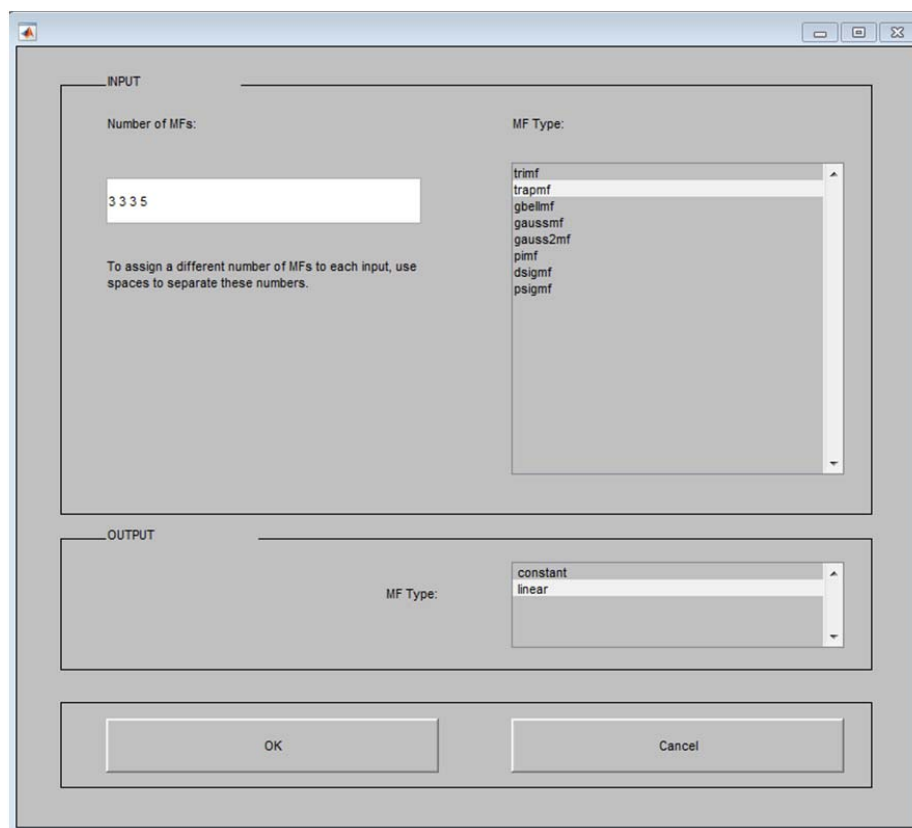 INPUT
Number of MFs:
3 3 3 5
To assign a different number of MFs to each input, use
spaces to separate these numbers.
MF Type:
trimf
trapmf
gbellmf
gaussmf
gauss2mf
pimf
dsigmf
psigmf
OUTPUT
MF Type:
constant
linear
OK
Cancel